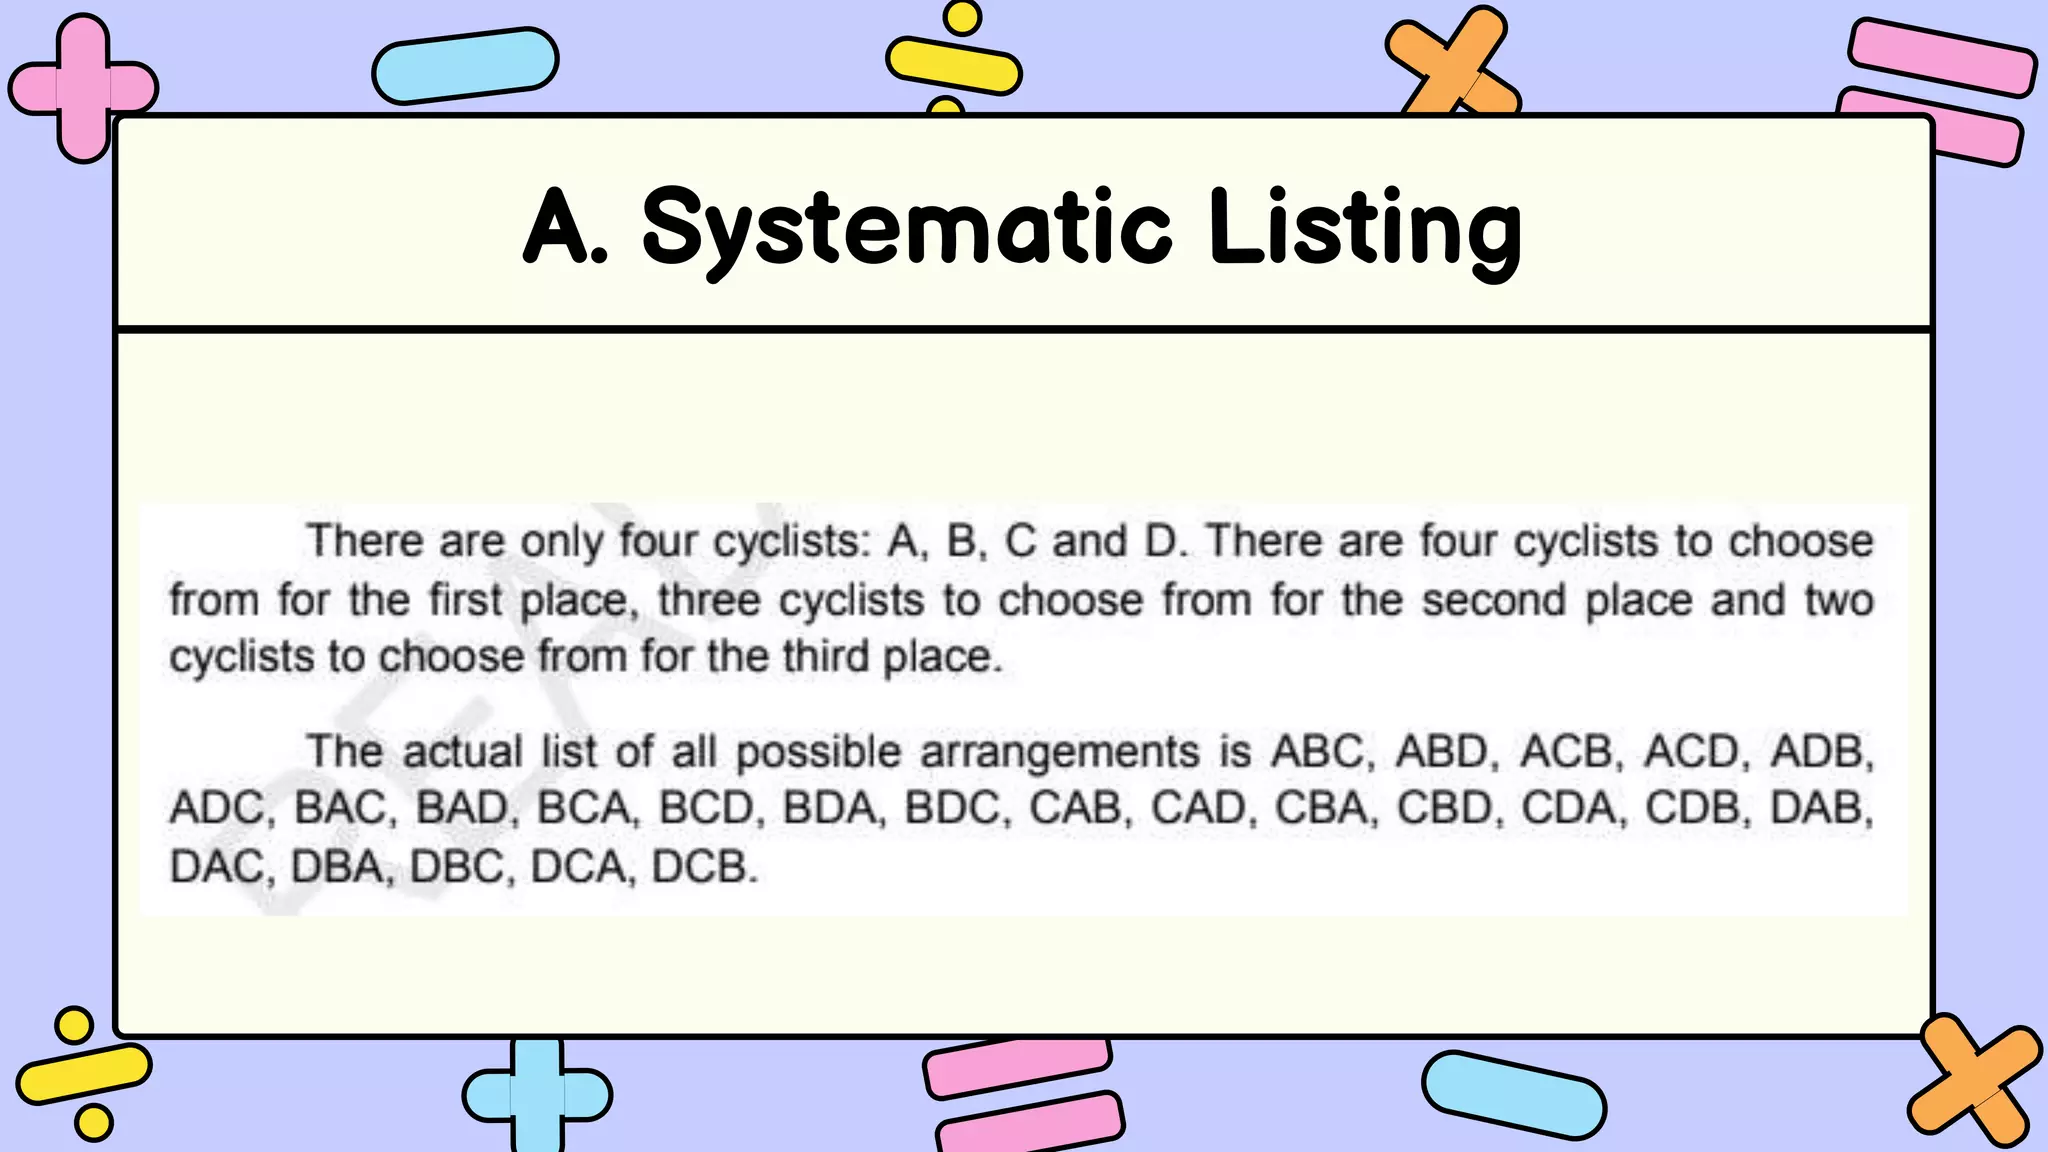 A. Systematic Listing
There are only four cyclists: A, B, C and D. There are four cyclists to choose
from for the first place, three cyclists to choose from for the second place and two
cyclists to choose from for the third place.
The actual list of all possible arrangements is ABC, ABD, ACB, ACD, ADB,
ADC, BAC, BAD, BCA, BCD, BDA, BDC, CAB, CAD, CBA, CBD, CDA, CDB, DAB,
DAC, DBA, DBC, DCA, DCB.